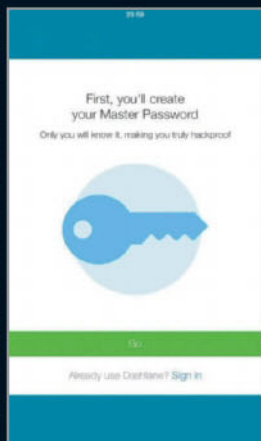 First, you'll create
your Master Password
Only you will know it, making you truly hackproof
Go
Already use Dashlane? Sign in